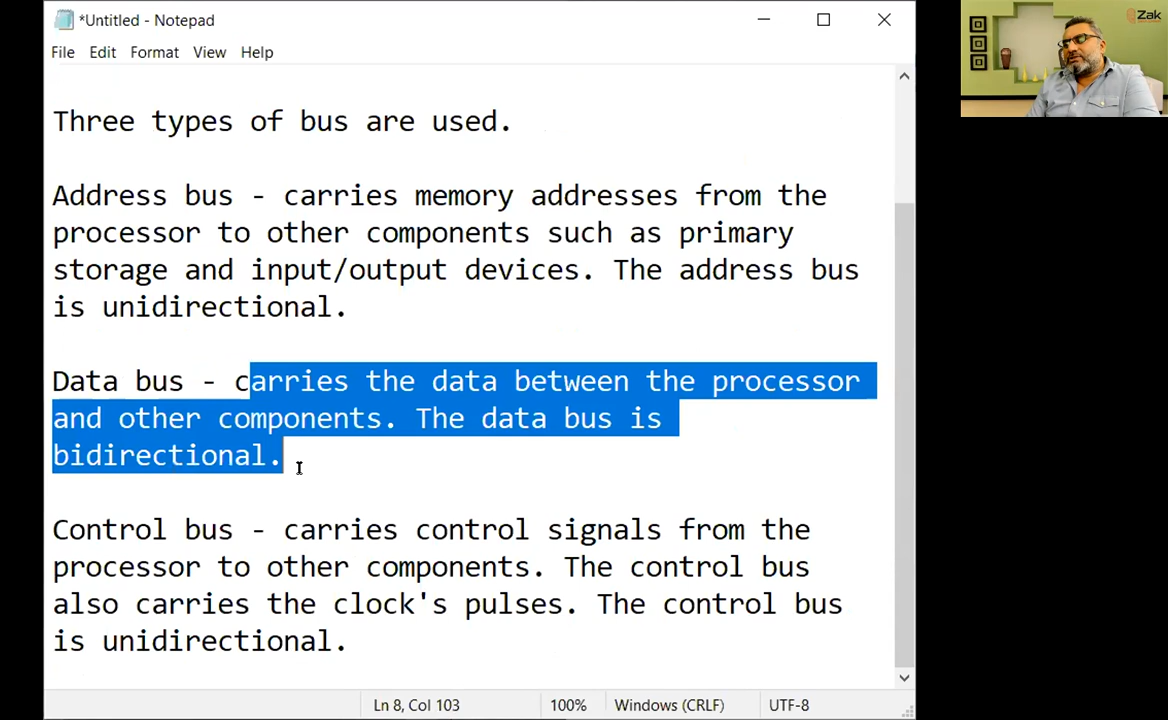 *Untitled - Notepad
File Edit Format View Help
Zak
Three types of bus are used.
Address bus - carries memory addresses from the
processor to other components such as primary
storage and input/output devices. The address bus
is unidirectional.
Data bus - carries the data between the processor
and other components. The data bus is
bidirectional.
Control bus - carries control signals from the
processor to other components. The control bus
also carries the clock's pulses. The control bus
is unidirectional.
Ln 8, Col 103 100% Windows (CRLF) UTF-8